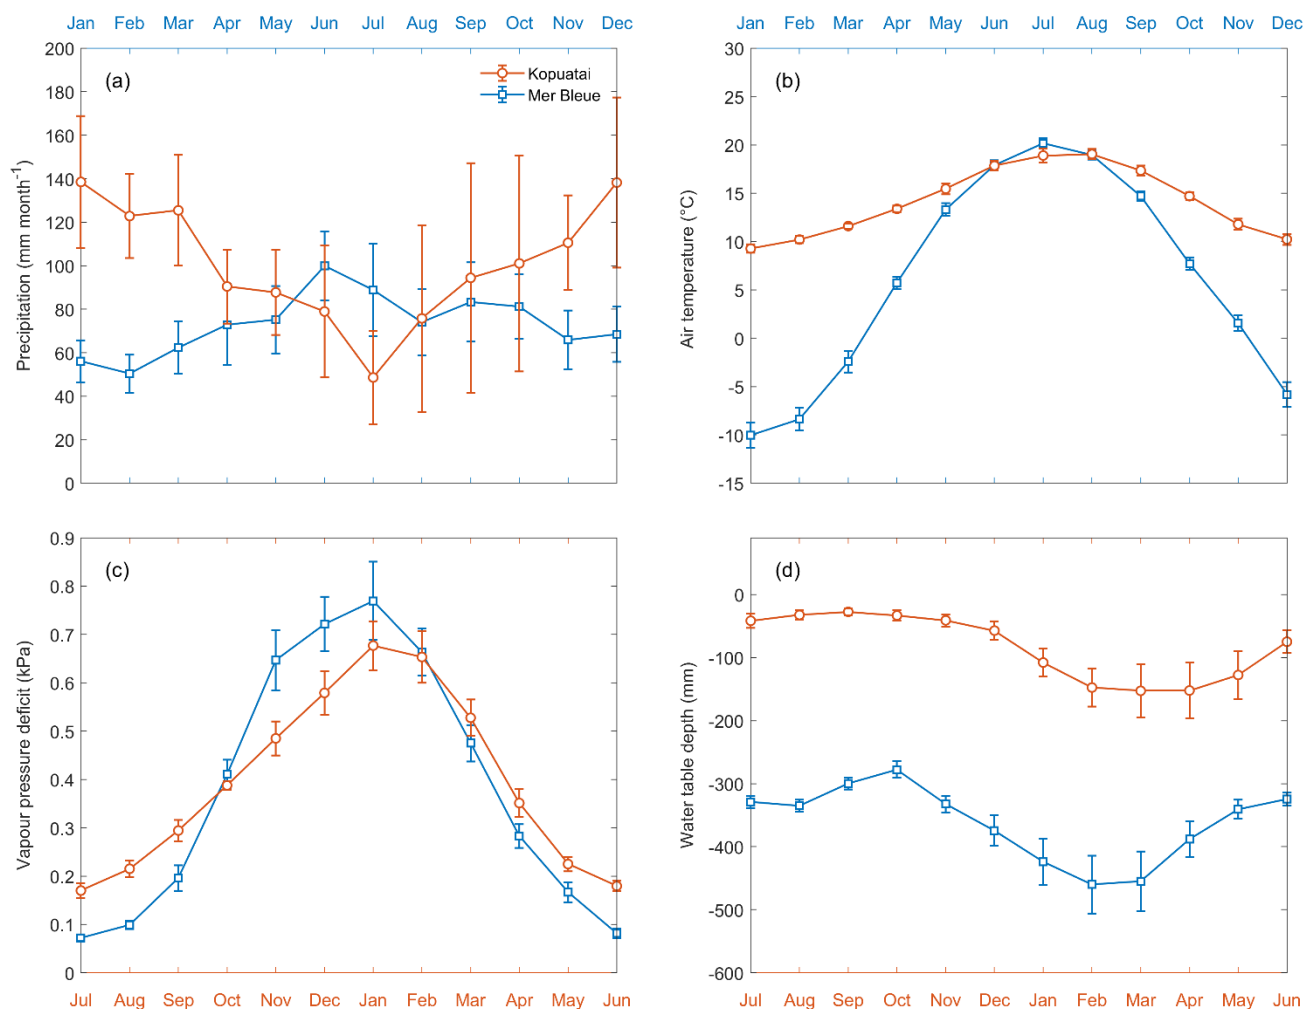 Jan Feb Mar Apr May Jun Jul Aug Sep Oct Nov Dec
200
180
160
140
120
100
80
60
40
20
0
Precipitation (mm month⁻¹)
(a)
Kopuatai
Mer Bleue
Jan Feb Mar Apr May Jun Jul Aug Sep Oct Nov Dec
30
25
20
15
10
5
0
-5
-10
-15
Air temperature (°C)
(b)
0.9
0.8
0.7
0.6
0.5
0.4
0.3
0.2
0.1
0
Vapour pressure deficit (kPa)
(c)
Jul Aug Sep Oct Nov Dec Jan Feb Mar Apr May Jun
0
-100
-200
-300
-400
-500
-600
Water table depth (mm)
(d)
Jul Aug Sep Oct Nov Dec Jan Feb Mar Apr May Jun